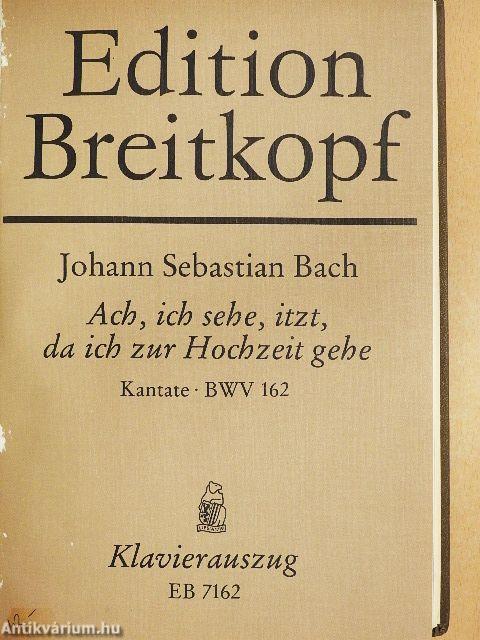 Edition
Breitkopf
Johann Sebastian Bach
Ach, ich sehe, itzt,
da ich zur Hochzeit gehe
Kantate · BWV 162
Klavierauszug
EB 7162
Antikvárium.hu